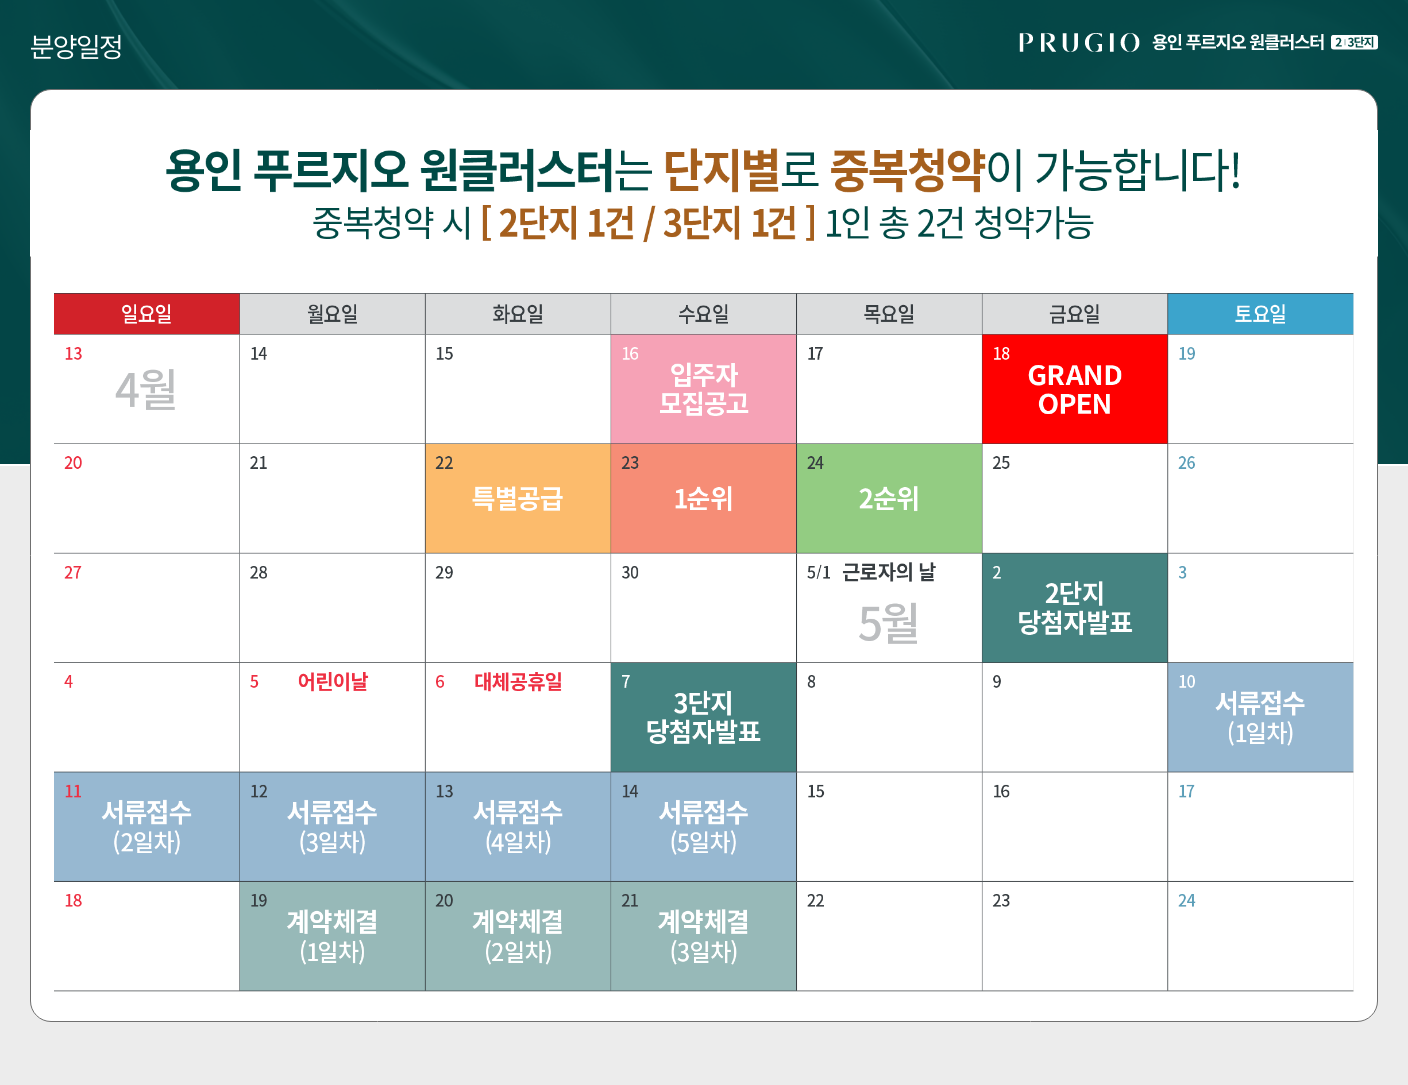 분양일정
PRUGIO 용인 푸르지오 원클러스터 2·3단지
용인 푸르지오 원클러스터는 단지별로 중복청약이 가능합니다!
중복청약 시 [ 2단지 1건 / 3단지 1건 ] 1인 총 2건 청약가능
일요일 월요일 화요일 수요일 목요일 금요일 토요일
13 14 15 16 17 18 19
4월
입주자
모집공고
GRAND
OPEN
20 21 22 23 24 25 26
특별공급 1순위 2순위
27 28 29 30 5/1 근로자의 날 2 3
5월
2단지
당첨자발표
4 5 어린이날 6 대체공휴일 7 8 9 10
3단지
당첨자발표
서류접수
(1일차)
11 12 13 14 15 16 17
서류접수 서류접수 서류접수 서류접수
(2일차) (3일차) (4일차) (5일차)
18 19 20 21 22 23 24
계약체결 계약체결 계약체결
(1일차) (2일차) (3일차)